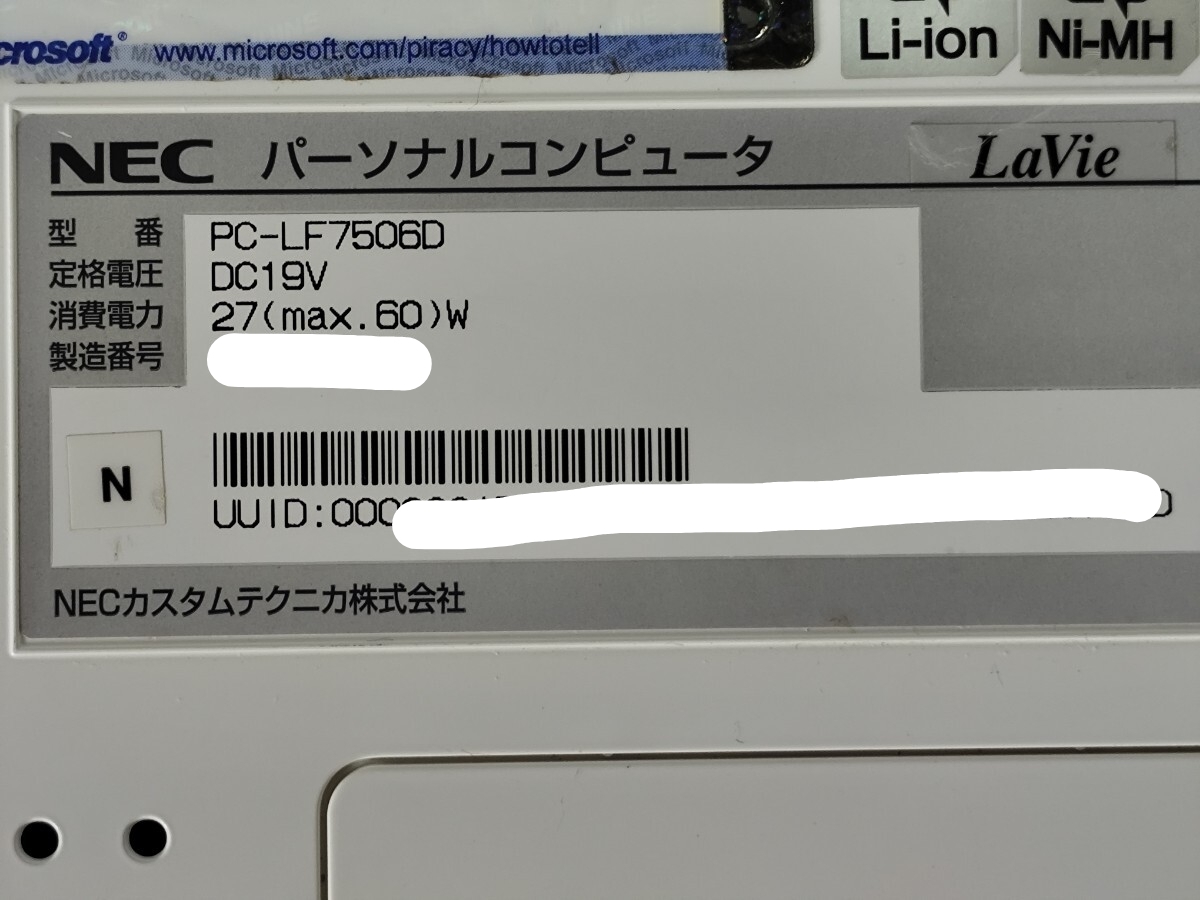 crosoft® www.microsoft.com/piracy/howtotell
Li-ion
Ni-MH
NEC パーソナルコンピュータ LaVie
型 番 PC-LF7506D
定格電圧 DC19V
消費電力 27(max.60)W
製造番号
N
UUID:000
NECカスタムテクニカ株式会社